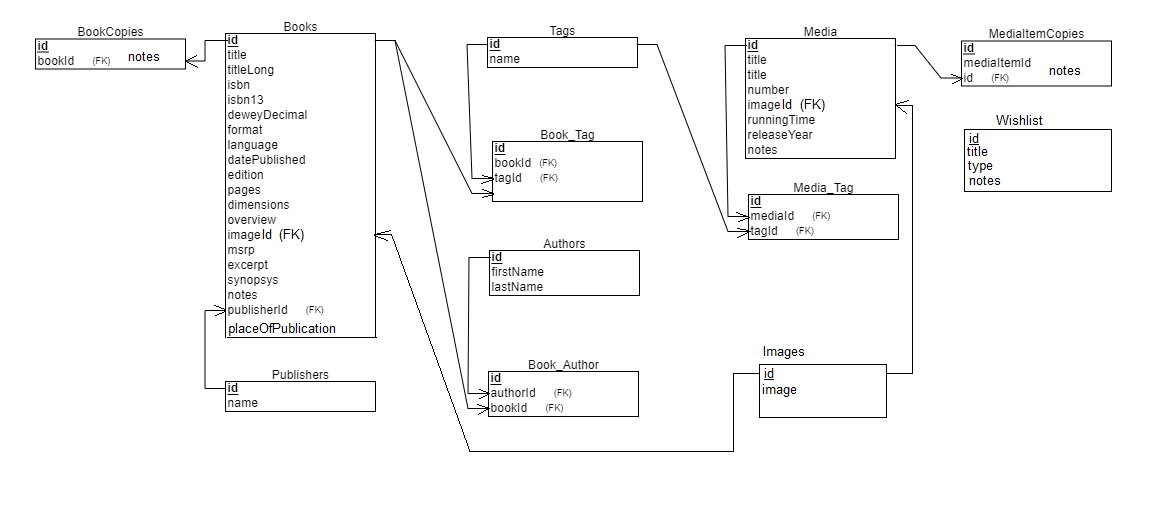 BookCopies
id
bookId (FK) notes
Books
id
title
titleLong
isbn
isbn13
deweyDecimal
format
language
datePublished
edition
pages
dimensions
overview
imageId (FK)
msrp
excerpt
synopsys
notes
publisherId (FK)
placeOfPublication
Publishers
id
name
Tags
id
name
Book_Tag
id
bookId (FK)
tagId (FK)
Authors
id
firstName
lastName
Book_Author
id
authorId (FK)
bookId (FK)
Media
id
title
title
number
imageId (FK)
runningTime
releaseYear
notes
Media_Tag
id
mediaId (FK)
tagId (FK)
Images
id
image
MediaItemCopies
id
mediaItemId
notes
id (FK)
Wishlist
id
title
type
notes